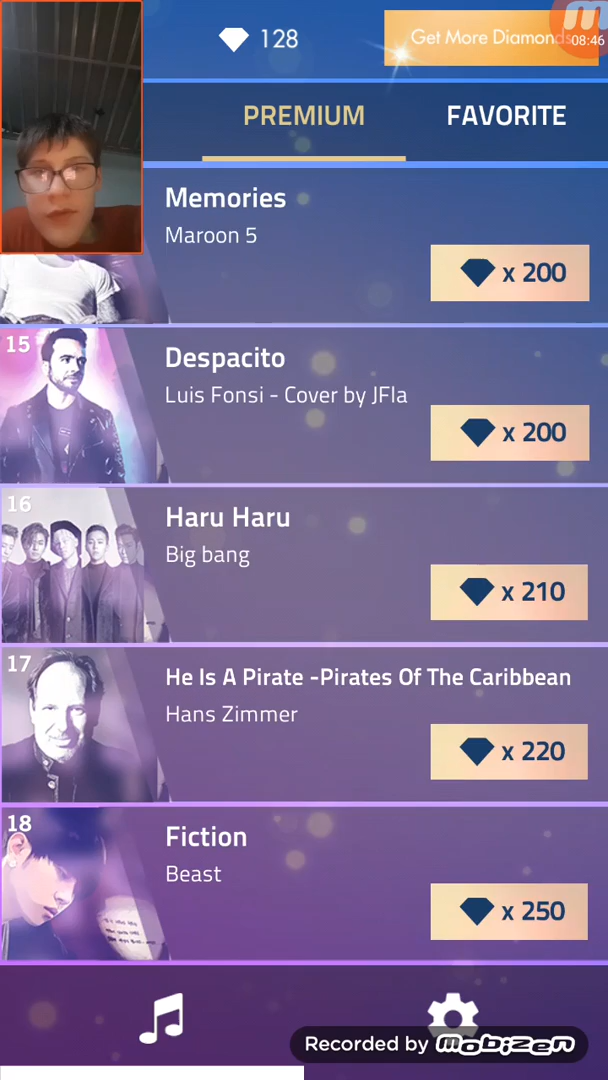 128
Get More Diamonds
08:46
PREMIUM
FAVORITE
Memories
Maroon 5
x 200
15
Despacito
Luis Fonsi - Cover by JFla
x 200
16
Haru Haru
Big bang
x 210
17
He Is A Pirate -Pirates Of The Caribbean
Hans Zimmer
x 220
18
Fiction
Beast
x 250
Recorded by mobizen